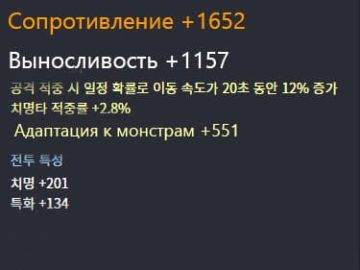 Сопротивление +1652
Выносливость +1157
공격 적중 시 일정 확률로 이동 속도가 20초 동안 12% 증가
치명타 적중률 +2.8%
Адаптация к монстрам +551
전투 특성
치명 +201
특화 +134